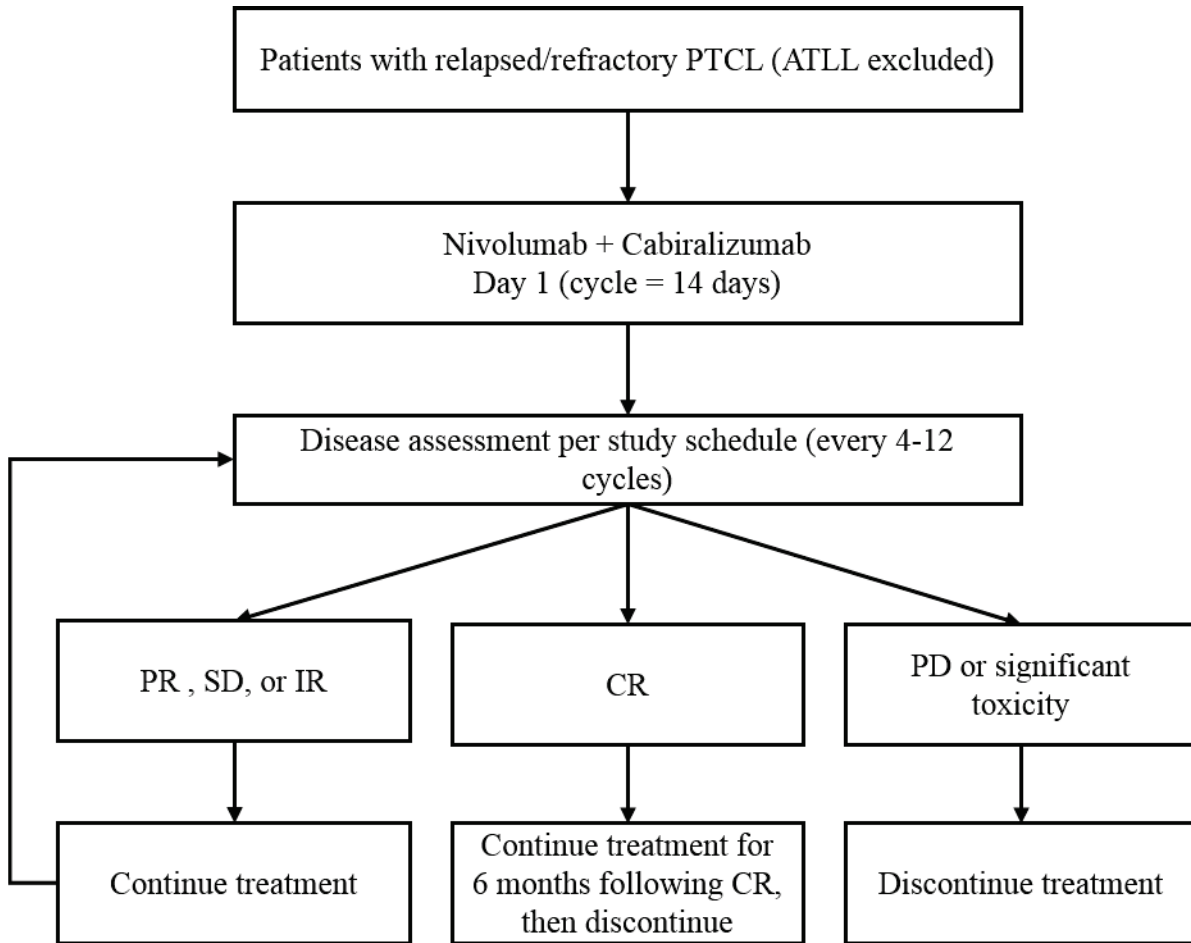 Patients with relapsed/refractory PTCL (ATLL excluded)
Nivolumab + Cabiralizumab
Day 1 (cycle = 14 days)
Disease assessment per study schedule (every 4-12
cycles)
PR , SD, or IR
CR
PD or significant
toxicity
Continue treatment
Continue treatment for
6 months following CR,
then discontinue
Discontinue treatment